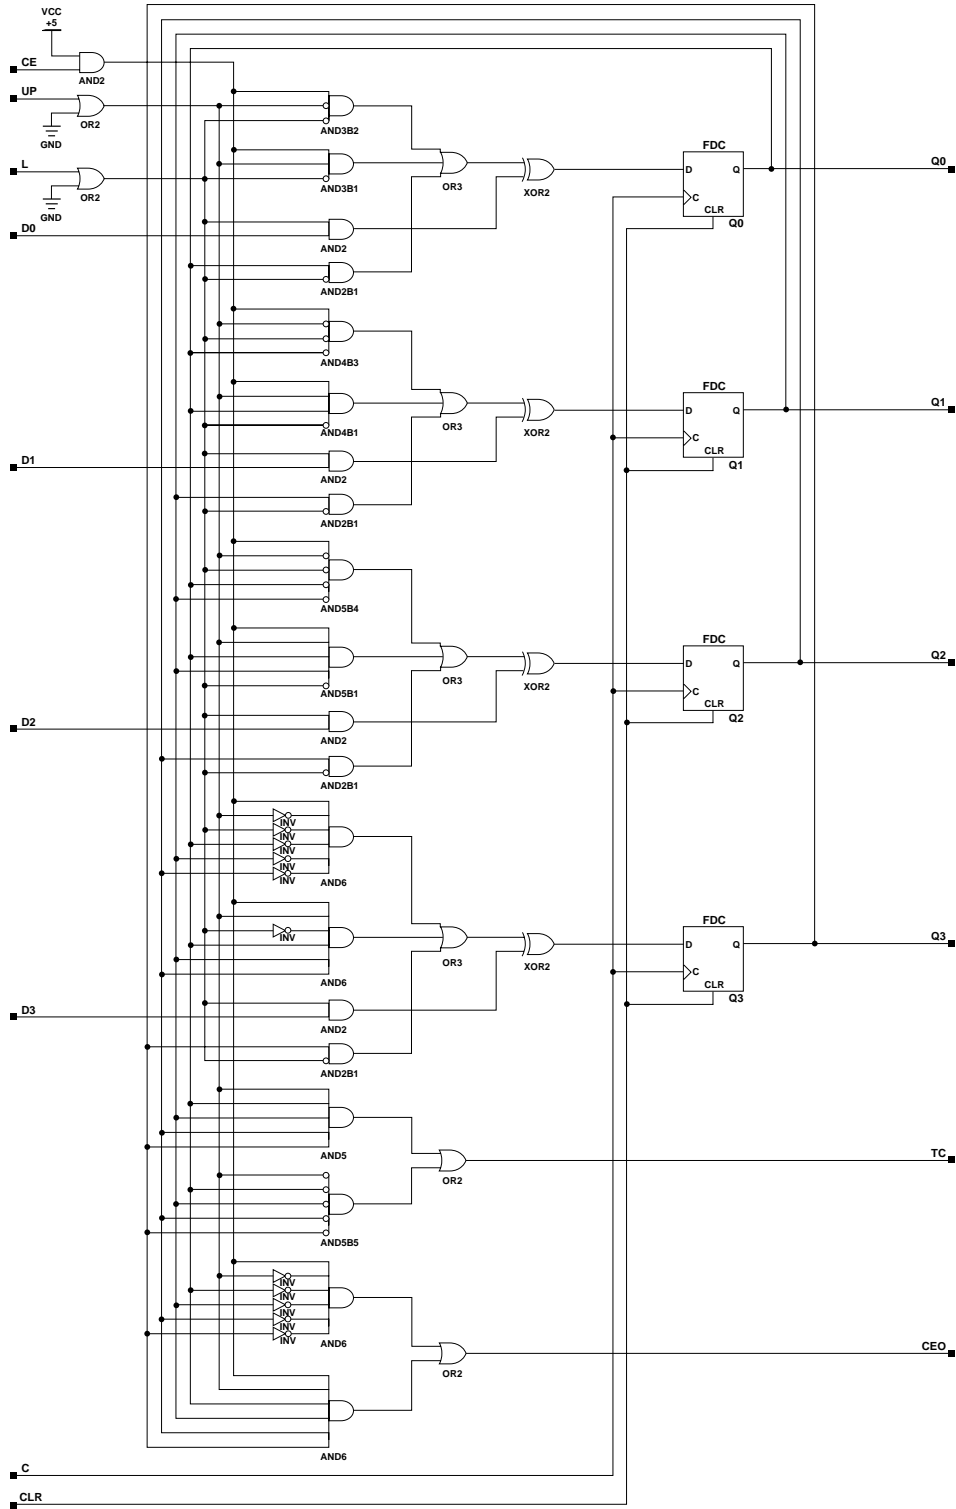 VCC
+5
CE
AND2
UP
OR2
GND
AND3B2
FDC
L
OR2
GND
AND3B1
OR3
XOR2
D Q
C
CLR
Q0
Q0
D0
AND2
AND2B1
AND4B3
FDC
D Q
C
CLR
Q1
Q1
AND4B1
OR3
XOR2
D1
AND2
AND2B1
AND5B4
FDC
D Q
C
CLR
Q2
Q2
AND5B1
OR3
XOR2
D2
AND2
AND2B1
INV
INV
INV
INV
INV
AND6
FDC
D Q
C
CLR
Q3
Q3
INV
AND6
OR3
XOR2
D3
AND2
AND2B1
AND5
OR2
TC
AND5B5
INV
INV
INV
INV
INV
AND6
OR2
CEO
AND6
C
CLR